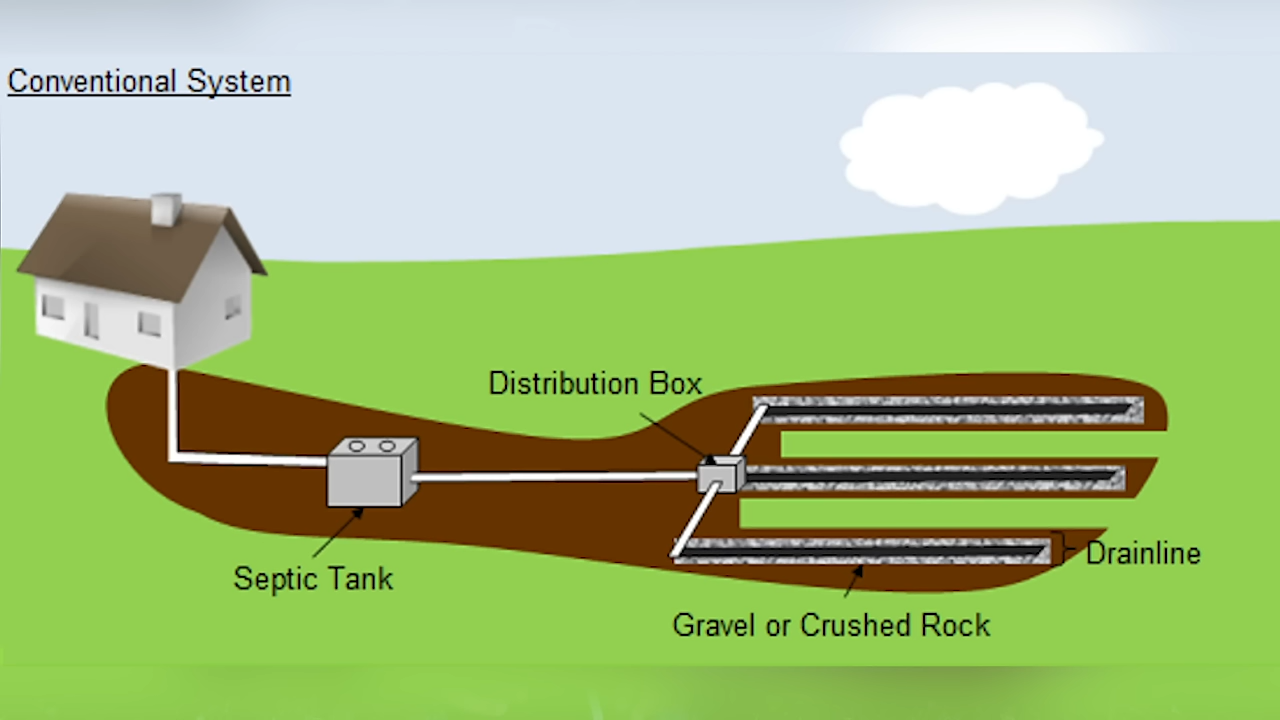 Conventional System
Distribution Box
Septic Tank
Drainline
Gravel or Crushed Rock